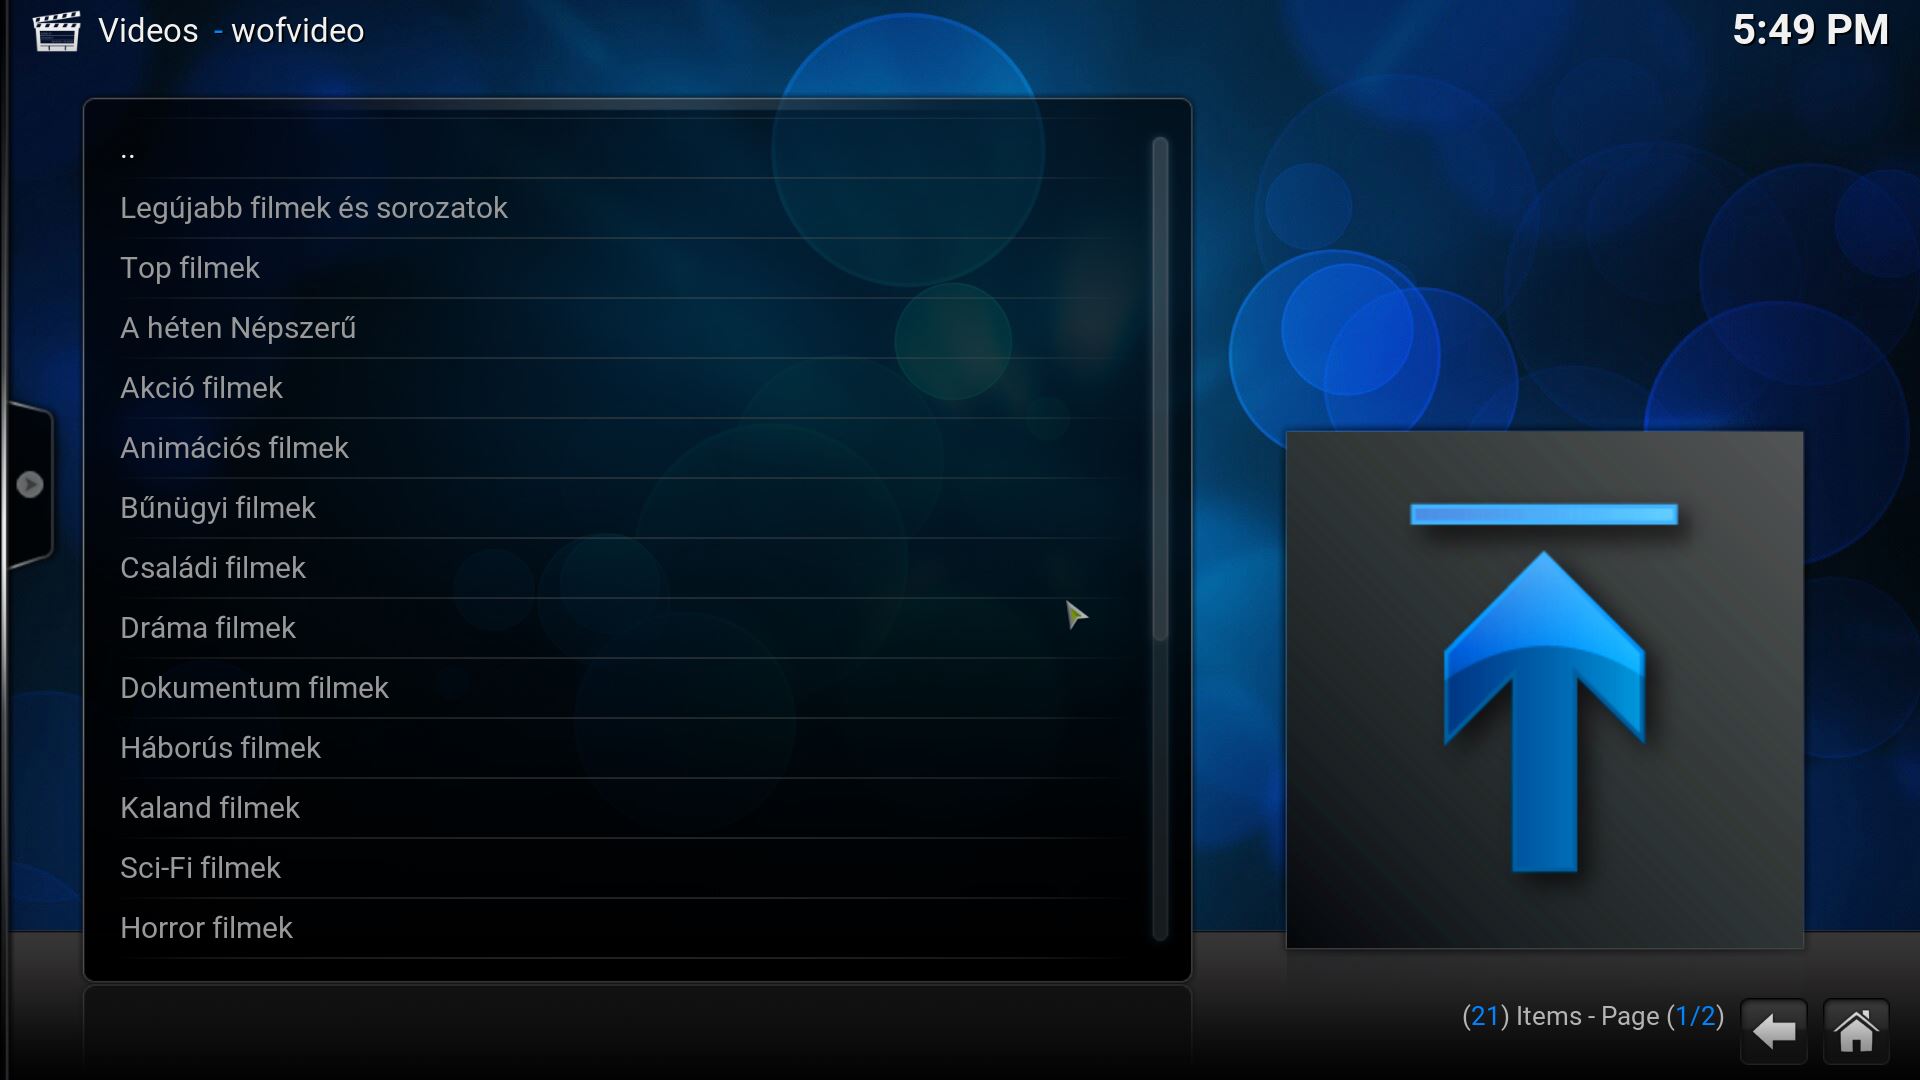 Videos - wofvideo
5:49 PM
..
Legújabb filmek és sorozatok
Top filmek
A héten Népszerű
Akció filmek
Animációs filmek
Bűnügyi filmek
Családi filmek
Dráma filmek
Dokumentum filmek
Háborús filmek
Kaland filmek
Sci-Fi filmek
Horror filmek
(21) Items - Page (1/2)